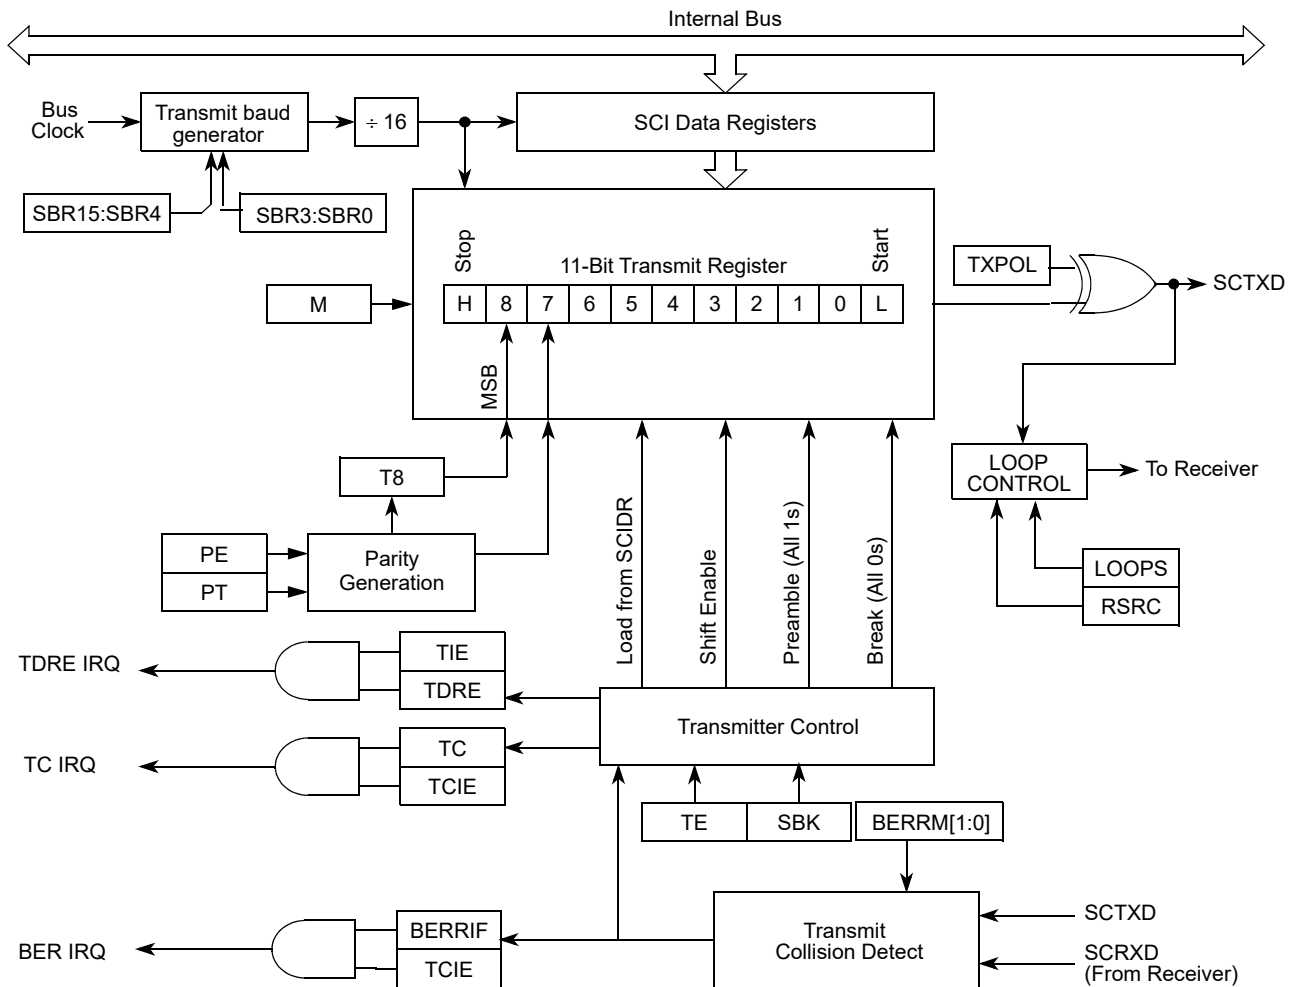 Internal Bus
Bus
Clock
Transmit baud
generator
÷ 16
SCI Data Registers
SBR15:SBR4
SBR3:SBR0
Stop
11-Bit Transmit Register
Start
H 8 7 6 5 4 3 2 1 0 L
M
TXPOL
SCTXD
MSB
T8
LOOP
CONTROL
To Receiver
PE
PT
Parity
Generation
Load from SCIDR
Shift Enable
Preamble (All 1s)
Break (All 0s)
LOOPS
RSRC
TDRE IRQ
TIE
TDRE
Transmitter Control
TC IRQ
TC
TCIE
TE
SBK
BERRM[1:0]
BER IRQ
BERRIF
TCIE
Transmit
Collision Detect
SCTXD
SCRXD
(From Receiver)